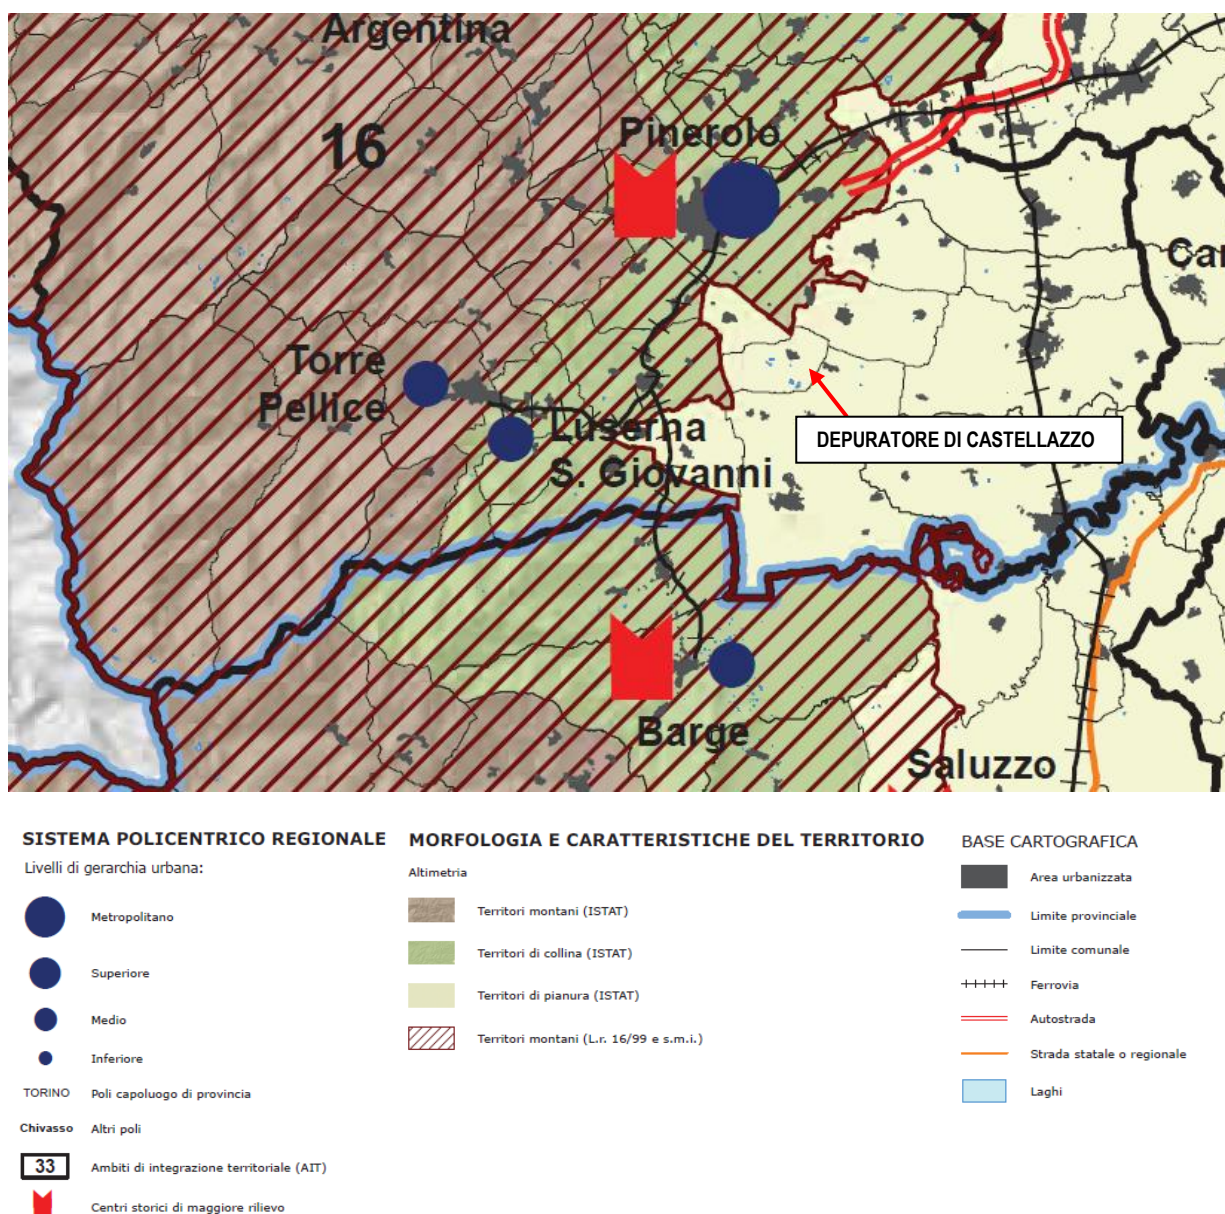 Argentina
16
Pinerolo
Car
Torre
Pellice
Luserna
S. Giovanni
DEPURATORE DI CASTELLAZZO
Barge
Saluzzo
SISTEMA POLICENTRICO REGIONALE
Livelli di gerarchia urbana:
Metropolitano
Superiore
Medio
Inferiore
TORINO Poli capoluogo di provincia
Chivasso Altri poli
33 Ambiti di integrazione territoriale (AIT)
Centri storici di maggiore rilievo
MORFOLOGIA E CARATTERISTICHE DEL TERRITORIO
Altimetria
Territori montani (ISTAT)
Territori di collina (ISTAT)
Territori di pianura (ISTAT)
Territori montani (L.r. 16/99 e s.m.i.)
BASE CARTOGRAFICA
Area urbanizzata
Limite provinciale
Limite comunale
Ferrovia
Autostrada
Strada statale o regionale
Laghi